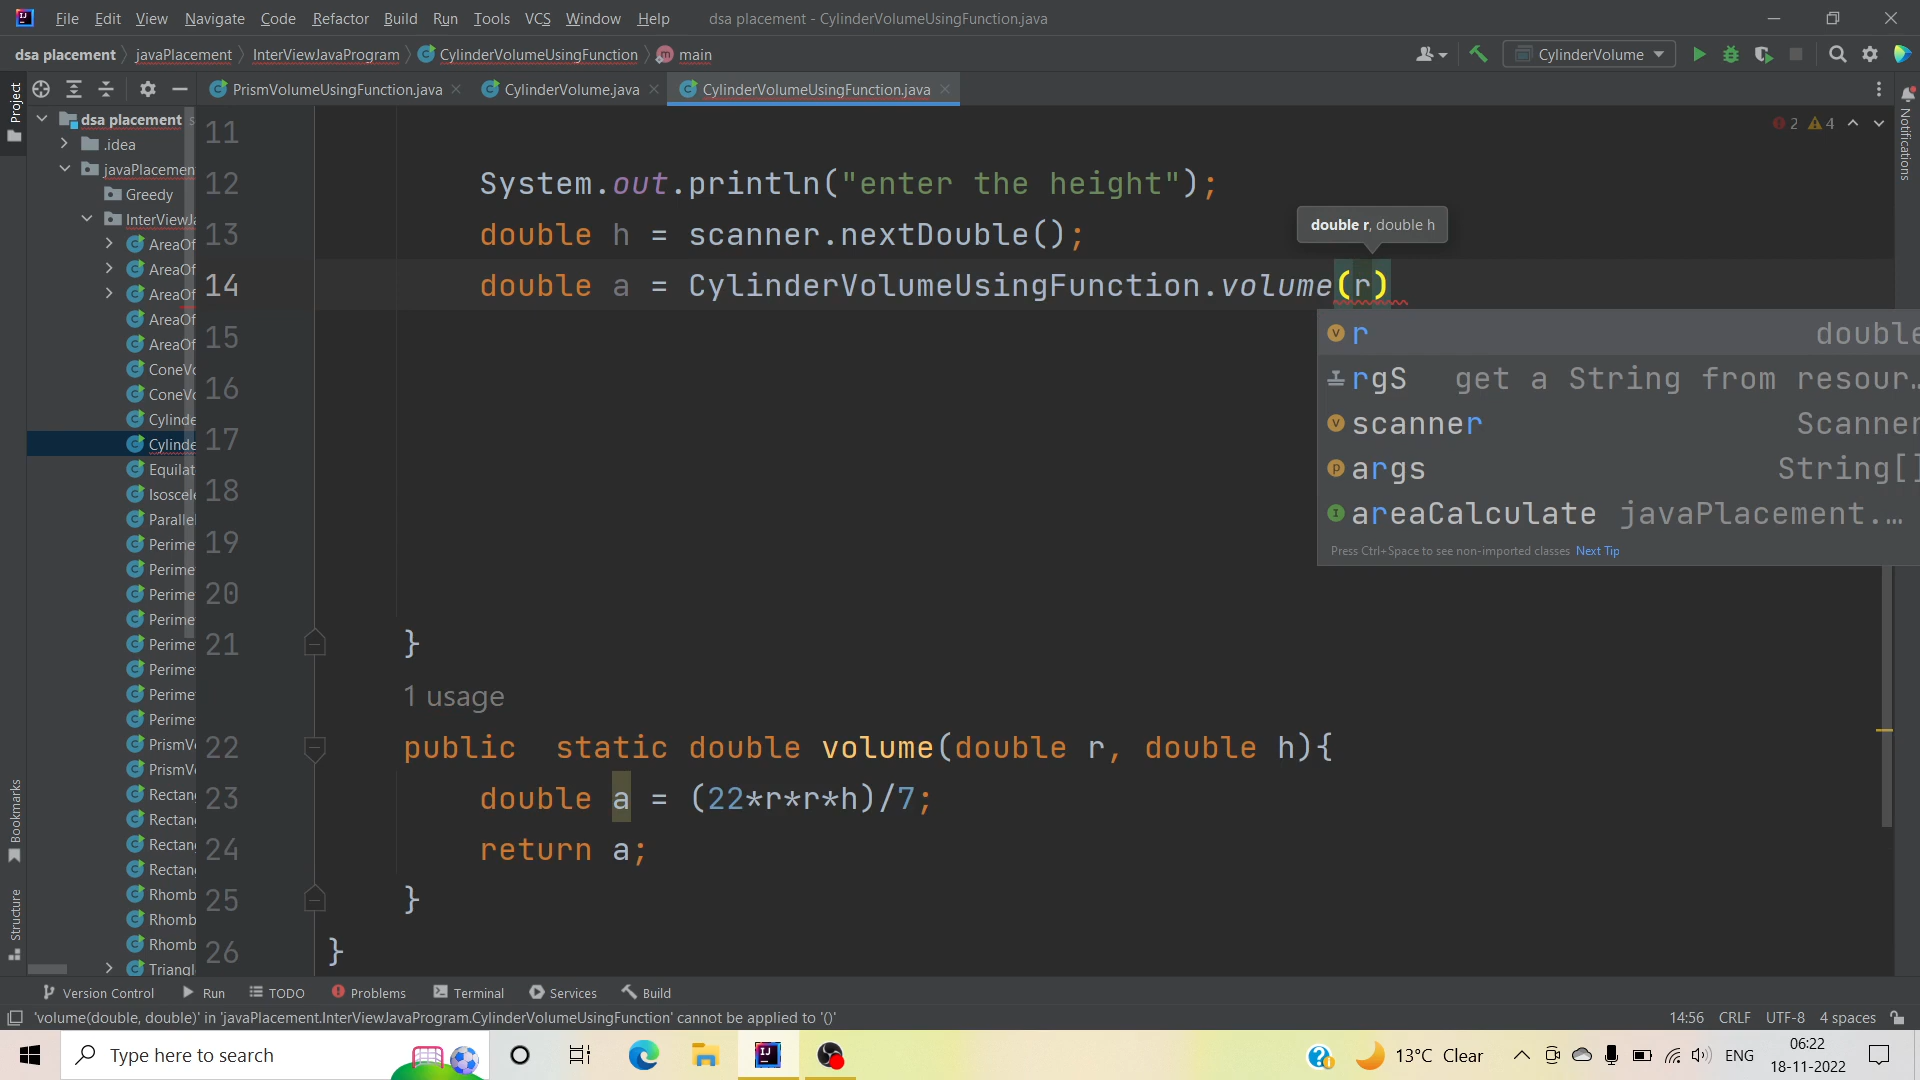 File Edit View Navigate Code Refactor Build Run Tools VCS Window Help dsa placement - CylinderVolumeUsingFunction.java
dsa placement javaPlacement InterViewJavaProgram CylinderVolumeUsingFunction main CylinderVolume
Project
PrismVolumeUsingFunction.java CylinderVolume.java CylinderVolumeUsingFunction.java
Notifications
dsa placement
.idea
javaPlacemen
Greedy
InterViewJa
AreaOf
AreaOf
AreaOf
AreaOf
AreaOf
ConeVo
ConeVo
Cylinde
Cylinde
Equilat
Isoscele
Paralle
Perime
Perime
Perime
Perime
Perime
Perime
Perime
Perime
PrismVo
PrismVo
Rectan
Rectan
Rectan
Rectan
Rhomb
Rhomb
Rhomb
Triangl
2 4
11
12 System.out.println("enter the height");
13 double h = scanner.nextDouble();
double r, double h
14 double a = CylinderVolumeUsingFunction.volume(r)
15
16
17
18
19
20
21 }
1 usage
22 public static double volume(double r, double h){
23 double a = (22*r*r*h)/7;
24 return a;
25 }
26 }
r double
rgS get a String from resour…
scanner Scanner
args String[]
areaCalculate javaPlacement.…
Press Ctrl+Space to see non-imported classes Next Tip
Bookmarks
Structure
Version Control Run TODO Problems Terminal Services Build
'volume(double, double)' in 'javaPlacement.InterViewJavaProgram.CylinderVolumeUsingFunction' cannot be applied to '()' 14:56 CRLF UTF-8 4 spaces
Type here to search 13°C Clear ENG 06:22
18-11-2022